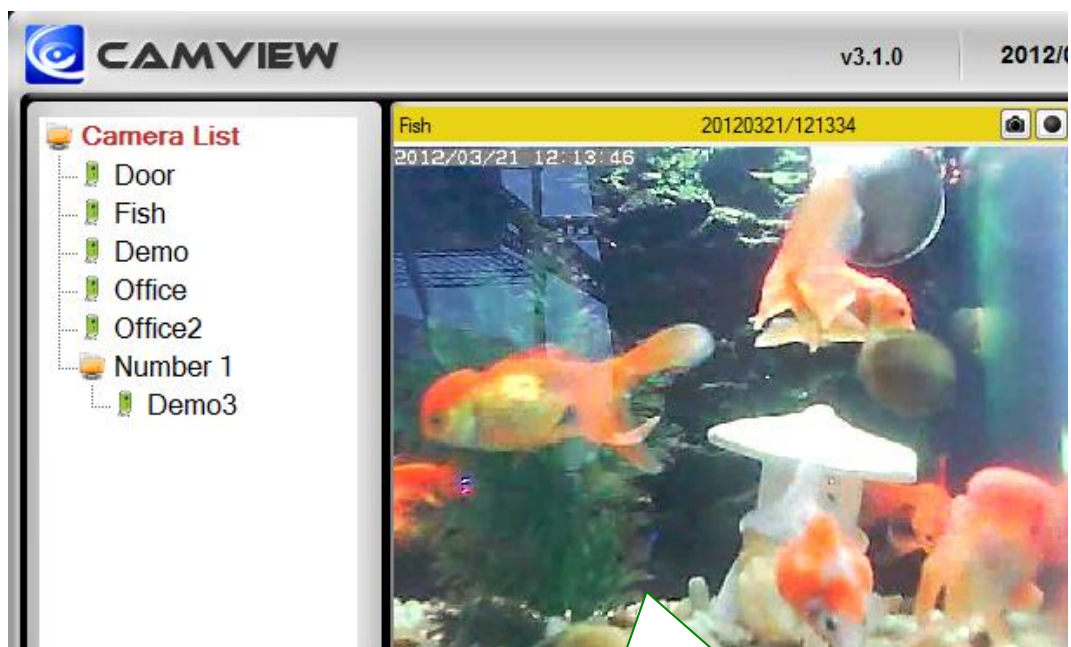 CAMVIEW
v3.1.0
2012/0
Camera List
Door
Fish
Demo
Office
Office2
Number 1
Demo3
Fish
20120321/121334
2012/03/21 12:13:46